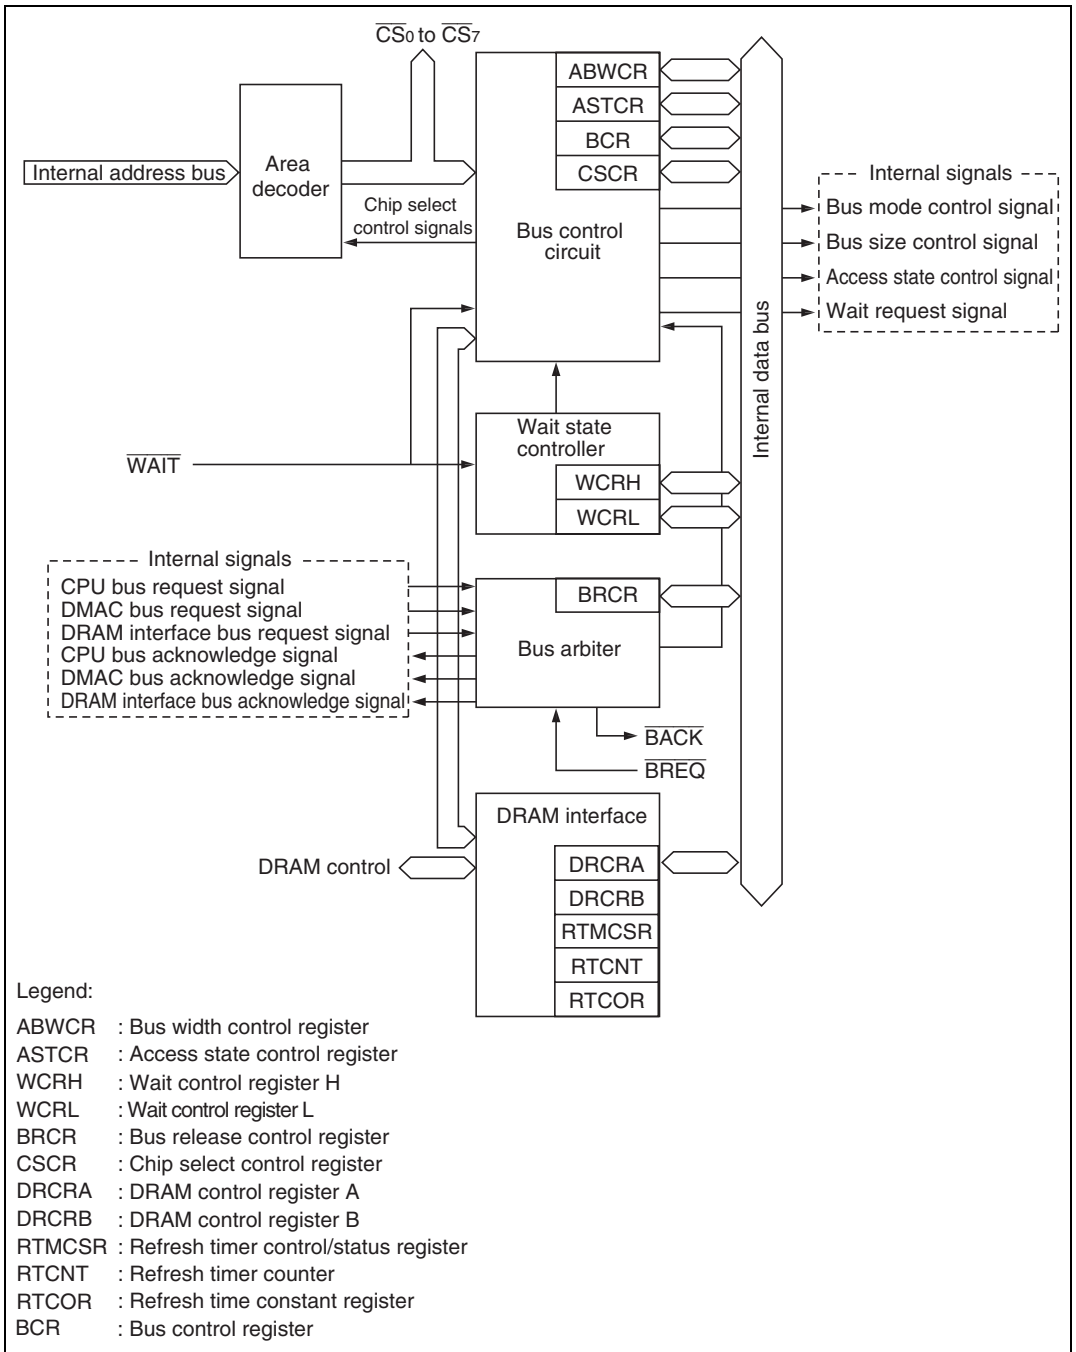 CS0 to CS7
ABWCR
ASTCR
BCR
CSCR
Internal address bus
Area
decoder
Chip select
control signals
Bus control
circuit
Internal signals
Bus mode control signal
Bus size control signal
Access state control signal
Wait request signal
Internal data bus
Wait state
controller
WAIT
WCRH
WCRL
Internal signals
CPU bus request signal
DMAC bus request signal
DRAM interface bus request signal
CPU bus acknowledge signal
DMAC bus acknowledge signal
DRAM interface bus acknowledge signal
BRCR
Bus arbiter
BACK
BREQ
DRAM interface
DRAM control
DRCRA
DRCRB
RTMCSR
RTCNT
RTCOR
Legend:
ABWCR : Bus width control register
ASTCR : Access state control register
WCRH : Wait control register H
WCRL : Wait control register L
BRCR : Bus release control register
CSCR : Chip select control register
DRCRA : DRAM control register A
DRCRB : DRAM control register B
RTMCSR : Refresh timer control/status register
RTCNT : Refresh timer counter
RTCOR : Refresh time constant register
BCR : Bus control register